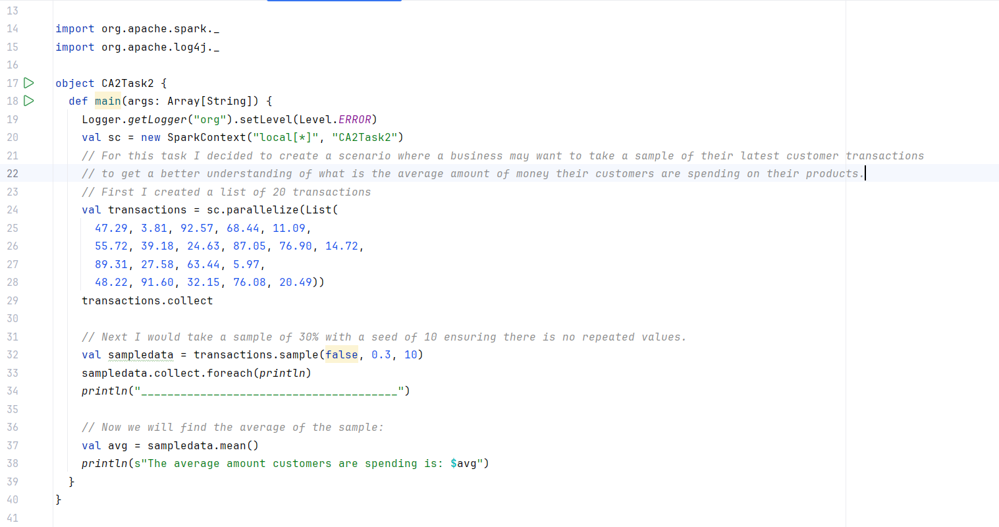 13
14 import org.apache.spark._
15 import org.apache.log4j._
16
17 object CA2Task2 {
18 def main(args: Array[String]) {
19 Logger.getLogger("org").setLevel(Level.ERROR)
20 val sc = new SparkContext("local[*]", "CA2Task2")
21 // For this task I decided to create a scenario where a business may want to take a sample of their latest customer transactions
22 // to get a better understanding of what is the average amount of money their customers are spending on their products.
23 // First I created a list of 20 transactions
24 val transactions = sc.parallelize(List(
25 47.29, 3.81, 92.57, 68.44, 11.09,
26 55.72, 39.18, 24.63, 87.05, 76.90, 14.72,
27 89.31, 27.58, 63.44, 5.97,
28 48.22, 91.60, 32.15, 76.08, 20.49))
29 transactions.collect
30
31 // Next I would take a sample of 30% with a seed of 10 ensuring there is no repeated values.
32 val sampledata = transactions.sample(false, 0.3, 10)
33 sampledata.collect.foreach(println)
34 println("_______________________________________")
35
36 // Now we will find the average of the sample:
37 val avg = sampledata.mean()
38 println(s"The average amount customers are spending is: $avg")
39 }
40 }
41